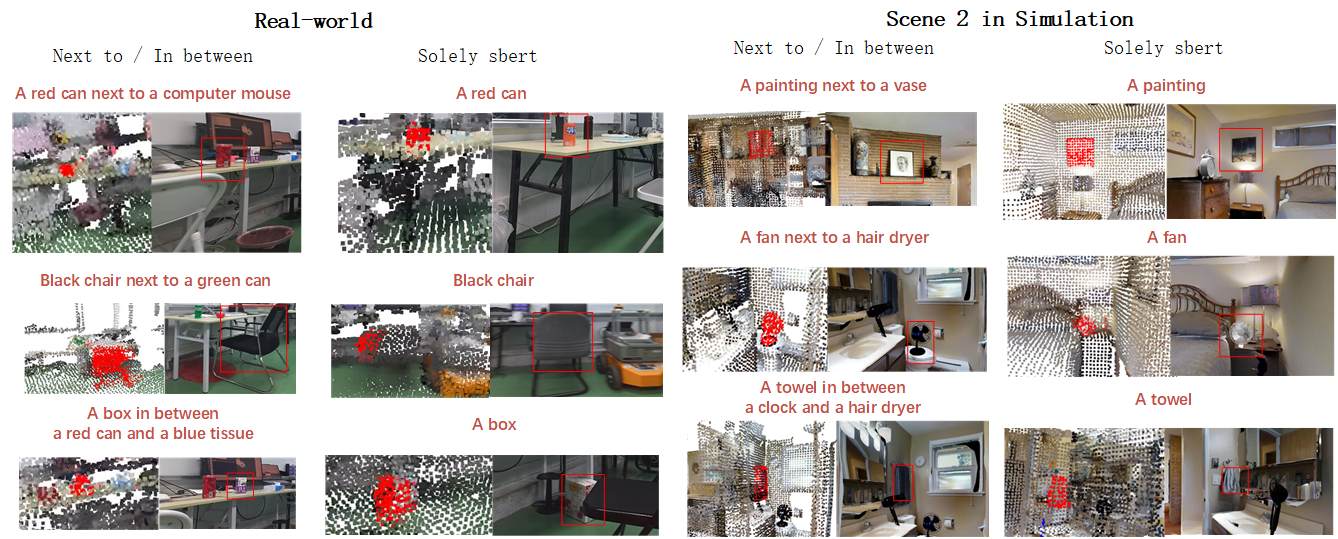 Real-world
Next to / In between
Solely sbert
A red can next to a computer mouse
A red can
Black chair next to a green can
Black chair
A box in between
a red can and a blue tissue
A box
Scene 2 in Simulation
Next to / In between
Solely sbert
A painting next to a vase
A painting
A fan next to a hair dryer
A fan
A towel in between
a clock and a hair dryer
A towel